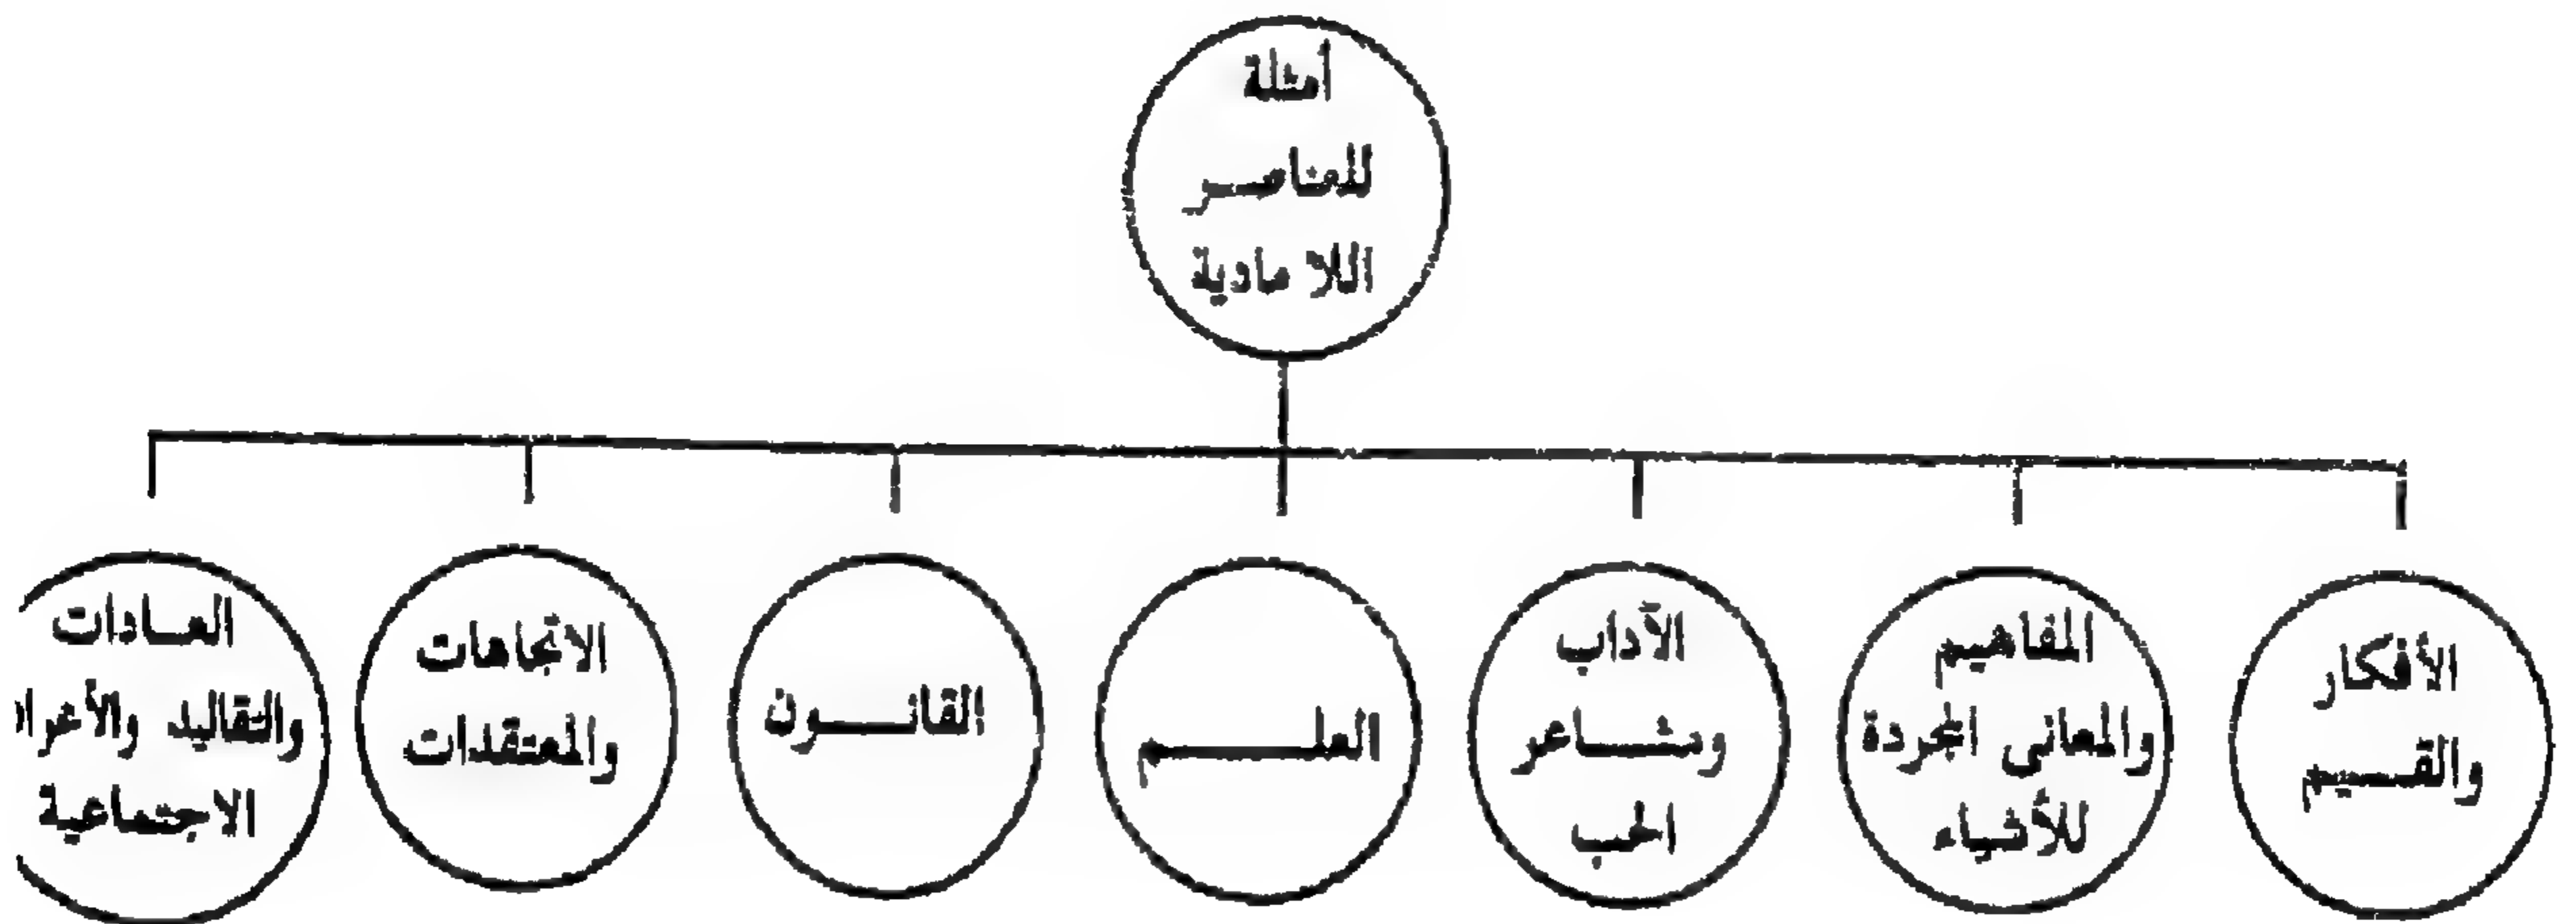 أمثلة
للعناصر
اللا مادية
الأفكار
والقيم
المفاهيم
والمعانى المجردة
للأشياء
الآداب
ومشاعر
الحب
العلم
القانون
الاتجاهات
والمعتقدات
العادات
والتقاليد
الاجتماعية